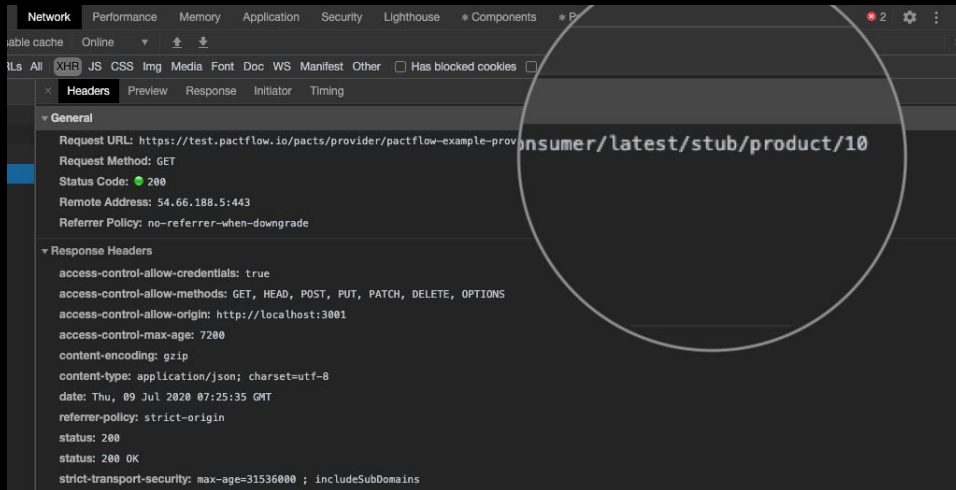 Network Performance Memory Application Security Lighthouse Components P 2
able cache Online
RLs All XHR JS CSS Img Media Font Doc WS Manifest Other Has blocked cookies
× Headers Preview Response Initiator Timing
General
Request URL: https://test.pactflow.io/pacts/provider/pactflow-example-prov onsumer/latest/stub/product/10
Request Method: GET
Status Code: 200
Remote Address: 54.66.188.5:443
Referrer Policy: no-referrer-when-downgrade
Response Headers
access-control-allow-credentials: true
access-control-allow-methods: GET, HEAD, POST, PUT, PATCH, DELETE, OPTIONS
access-control-allow-origin: http://localhost:3001
access-control-max-age: 7200
content-encoding: gzip
content-type: application/json; charset=utf-8
date: Thu, 09 Jul 2020 07:25:35 GMT
referrer-policy: strict-origin
status: 200
status: 200 OK
strict-transport-security: max-age=31536000 ; includeSubDomains